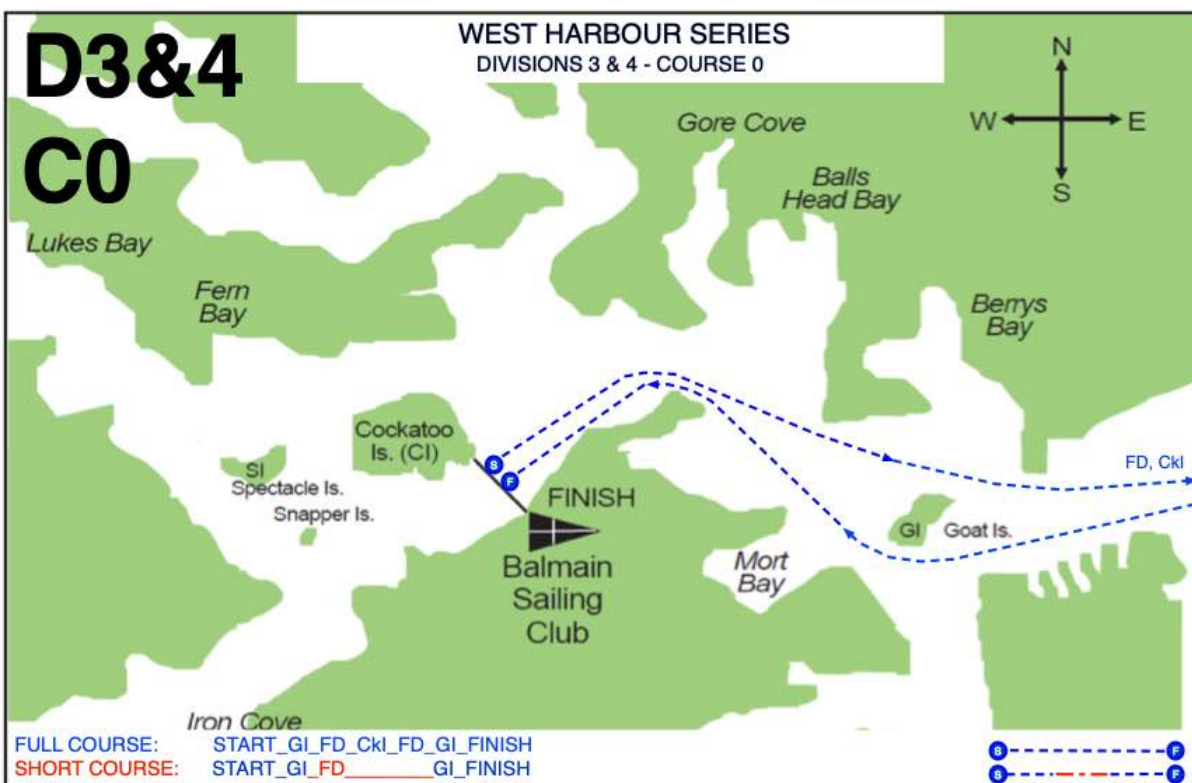 D3&4
C0
WEST HARBOUR SERIES
DIVISIONS 3 & 4 - COURSE 0
N
W E
S
Gore Cove
Balls
Head Bay
Lukes Bay
Fern
Bay
Berrys
Bay
Cockatoo
Is. (CI)
SI
Spectacle Is.
Snapper Is.
S
F
FINISH
Balmain
Sailing
Club
FD, CkI
GI Goat Is.
Mort
Bay
Iron Cove
FULL COURSE: START_GI_FD_CkI_FD_GI_FINISH
SHORT COURSE: START_GI_FD________GI_FINISH
S F
S F